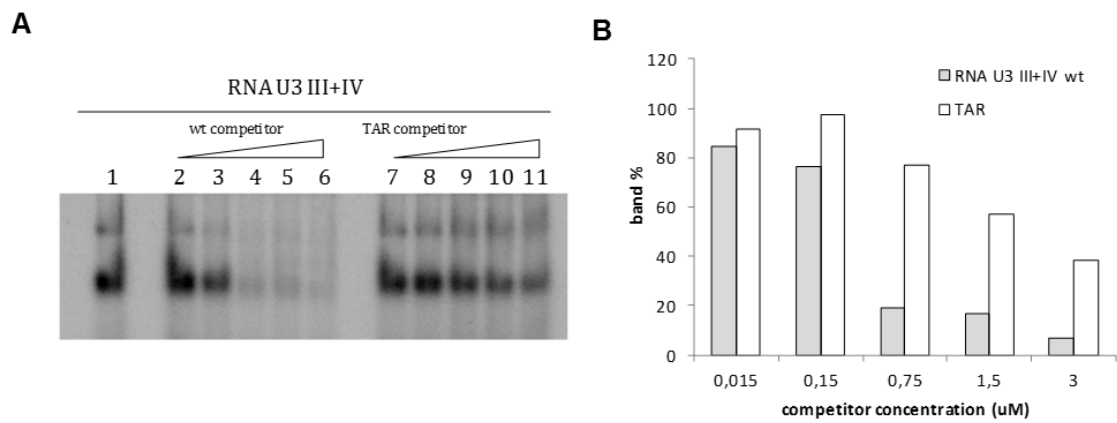 A
RNA U3 III+IV
wt competitor TAR competitor
1 2 3 4 5 6 7 8 9 10 11
B
120
100
80
60
40
20
0
band %
RNA U3 III+IV wt
TAR
0,015 0,15 0,75 1,5 3
competitor concentration (uM)